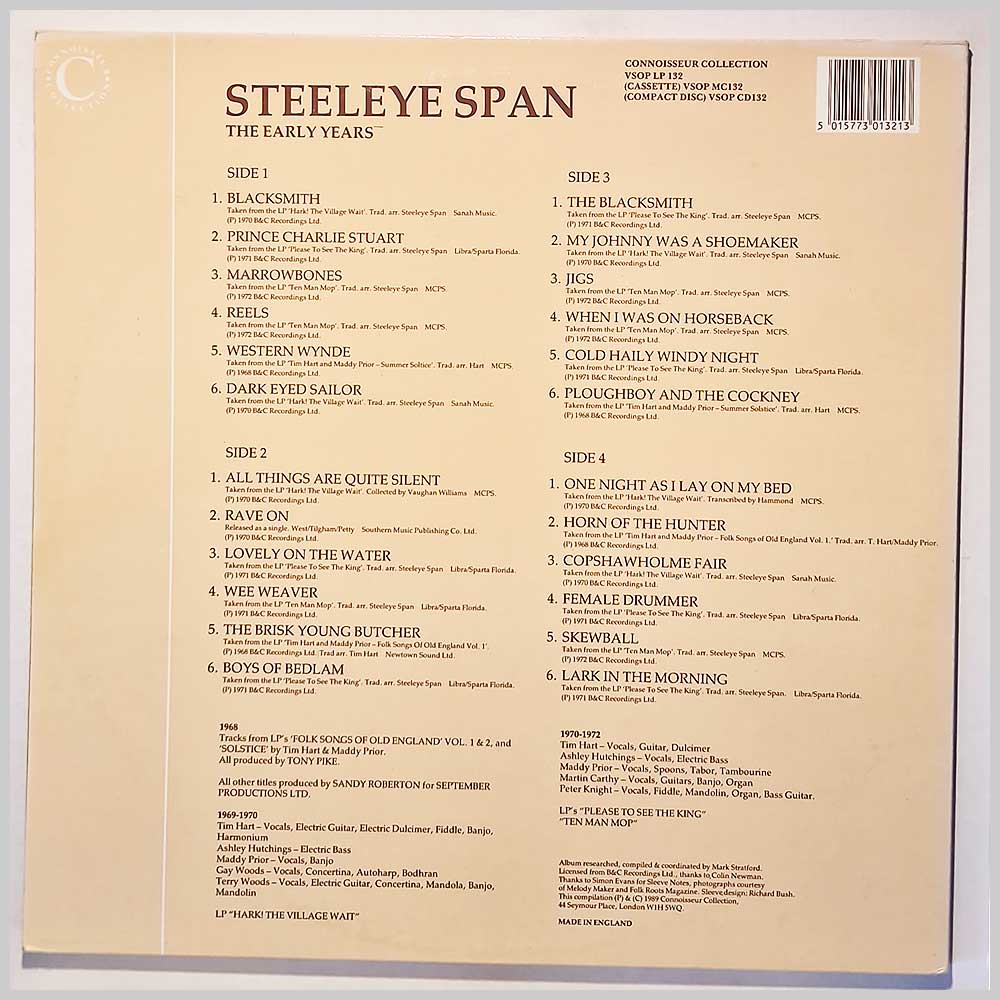 CONNOISSEUR COLLECTION
C
STEELEYE SPAN
THE EARLY YEARS
CONNOISSEUR COLLECTION
VSOP LP 132
(CASSETTE) VSOP MC132
(COMPACT DISC) VSOP CD132
5 015773 013213
SIDE 1
1. BLACKSMITH
Taken from the LP 'Hark! The Village Wait'. Trad. arr. Steeleye Span Sanah Music.
(P) 1970 B&C Recordings Ltd.
2. PRINCE CHARLIE STUART
Taken from the LP 'Please To See The King'. Trad. arr. Steeleye Span Libra/Sparta Florida.
(P) 1971 B&C Recordings Ltd.
3. MARROWBONES
Taken from the LP 'Ten Man Mop'. Trad. arr. Steeleye Span MCPS.
(P) 1972 B&C Recordings Ltd.
4. REELS
Taken from the LP 'Ten Man Mop'. Trad. arr. Steeleye Span MCPS.
(P) 1972 B&C Recordings Ltd.
5. WESTERN WYNDE
Taken from the LP 'Tim Hart and Maddy Prior – Summer Soltice'. Trad. arr. Hart MCPS.
(P) 1968 B&C Recordings Ltd.
6. DARK EYED SAILOR
Taken from the LP 'Hark! The Village Wait'. Trad. arr. Steeleye Span Sanah Music.
(P) 1970 B&C Recordings Ltd.
SIDE 2
1. ALL THINGS ARE QUITE SILENT
Taken from the LP 'Hark! The Village Wait'. Collected by Vaughan Williams MCPS.
(P) 1970 B&C Recordings Ltd.
2. RAVE ON
Released as a single. West/Tilgham/Petty Southern Music Publishing Co. Ltd.
(P) 1970 B&C Recordings Ltd.
3. LOVELY ON THE WATER
Taken from the LP 'Please To See The King'. Trad. arr. Steeleye Span Libra/Sparta Florida.
(P) 1971 B&C Recordings Ltd.
4. WEE WEAVER
Taken from the LP 'Ten Man Mop'. Trad. arr. Steeleye Span Libra/Sparta Florida.
(P) 1971 B&C Recordings Ltd.
5. THE BRISK YOUNG BUTCHER
Taken from the LP 'Tim Hart and Maddy Prior – Folk Songs Of Old England Vol. 1'.
(P) 1968 B&C Recordings Ltd. (Trad arr. Tim Hart Newtown Sound Ltd.
6. BOYS OF BEDLAM
Taken from the LP 'Please To See The King'. Trad. arr. Steeleye Span Libra/Sparta Florida.
(P) 1971 B&C Recordings Ltd.
SIDE 3
1. THE BLACKSMITH
Taken from the LP 'Please To See The King'. Trad. arr. Steeleye Span MCPS.
(P) 1971 B&C Recordings Ltd.
2. MY JOHNNY WAS A SHOEMAKER
Taken from the LP 'Hark! The Village Wait'. Trad. arr. Steeleye Span Sanah Music.
(P) 1970 B&C Recordings Ltd.
3. JIGS
Taken from the LP 'Ten Man Mop'. Trad. arr. Steeleye Span MCPS.
(P) 1972 B&C Recordings Ltd.
4. WHEN I WAS ON HORSEBACK
Taken from the LP 'Ten Man Mop'. Trad. arr. Steeleye Span MCPS.
(P) 1972 B&C Recordings Ltd.
5. COLD HAILY WINDY NIGHT
Taken from the LP 'Please To See The King'. Trad. arr. Steeleye Span Libra/Sparta Florida.
(P) 1971 B&C Recordings Ltd.
6. PLOUGHBOY AND THE COCKNEY
Taken from the LP 'Tim Hart and Maddy Prior – Summer Solstice'. Trad. arr. Hart MCPS.
(P) 1968 B&C Recordings Ltd.
SIDE 4
1. ONE NIGHT AS I LAY ON MY BED
Taken from the LP 'Hark! The Village Wait'. Transcribed by Hammond MCPS.
(P) 1970 B&C Recordings Ltd.
2. HORN OF THE HUNTER
Taken from the LP 'Tim Hart and Maddy Prior – Folk Songs of Old England Vol. 1.' Trad. arr. T. Hart/Maddy Prior.
(P) 1968 B&C Recordings Ltd.
3. COPSHAWHOLME FAIR
Taken from the LP 'Hark! The Village Wait'. Trad. arr. Steeleye Span Sanah Music.
(P) 1970 B&C Recordings Ltd.
4. FEMALE DRUMMER
Taken from the LP 'Please To See The King'. Trad. arr. Steeleye Span Libra/Sparta Florida.
(P) 1971 B&C Recordings Ltd.
5. SKEWBALL
Taken from the LP 'Ten Man Mop'. Trad. arr. Steeleye Span MCPS.
(P) 1972 B&C Recordings Ltd.
6. LARK IN THE MORNING
Taken from the LP 'Please To See The King'. Trad. arr. Steeleye Span. Libra/Sparta Florida.
(P) 1971 B&C Recordings Ltd.
1968
Tracks from LP's 'FOLK SONGS OF OLD ENGLAND' VOL. 1 & 2, and
'SOLSTICE' by Tim Hart & Maddy Prior.
All produced by TONY PIKE.
All other titles produced by SANDY ROBERTON for SEPTEMBER
PRODUCTIONS LTD.
1969-1970
Tim Hart – Vocals, Electric Guitar, Electric Dulcimer, Fiddle, Banjo,
Harmonium
Ashley Hutchings – Electric Bass
Maddy Prior – Vocals, Banjo
Gay Woods – Vocals, Concertina, Autoharp, Bodhran
Terry Woods – Vocals, Electric Guitar, Concertina, Mandola, Banjo,
Mandolin
LP "HARK! THE VILLAGE WAIT"
1970-1972
Tim Hart – Vocals, Guitar, Dulcimer
Ashley Hutchings – Vocals, Electric Bass
Maddy Prior – Vocals, Spoons, Tabor, Tambourine
Martin Carthy – Vocals, Guitars, Banjo, Organ
Peter Knight – Vocals, Fiddle, Mandolin, Organ, Bass Guitar.
LP's "PLEASE TO SEE THE KING"
"TEN MAN MOP"
Album researched, compiled & coordinated by Mark Stratford.
Licensed from B&C Recordings Ltd., thanks to Colin Newman.
Thanks to Simon Evans for Sleeve Notes, photographs courtesy
of Melody Maker and Folk Roots Magazine. Sleeve design: Richard Bush.
This compilation (P) & (C) 1989 Connoisseur Collection,
44 Seymour Place, London W1H 5WQ.
MADE IN ENGLAND